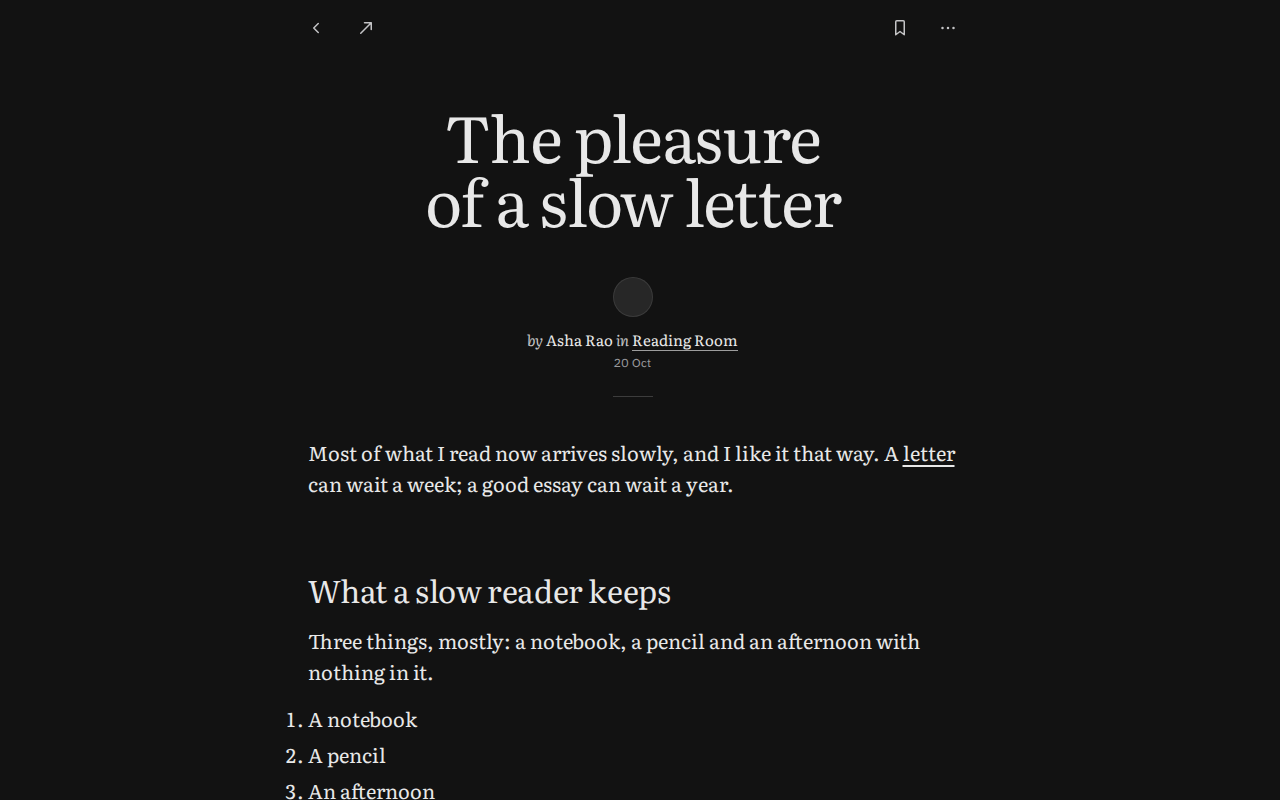 The pleasure
of a slow letter
by Asha Rao in Reading Room
20 Oct
Most of what I read now arrives slowly, and I like it that way. A letter
can wait a week; a good essay can wait a year.
What a slow reader keeps
Three things, mostly: a notebook, a pencil and an afternoon with
nothing in it.
1. A notebook
2. A pencil
3. An afternoon